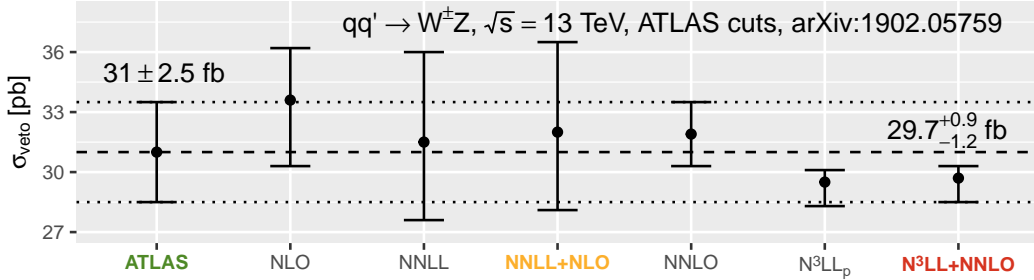 qq′ → W±Z, √s = 13 TeV, ATLAS cuts, arXiv:1902.05759
σveto [pb]
36
33
30
27
31 ± 2.5 fb
29.7 +0.9 −1.2 fb
ATLAS NLO NNLL NNLL+NLO NNLO N³LLp N³LL+NNLO